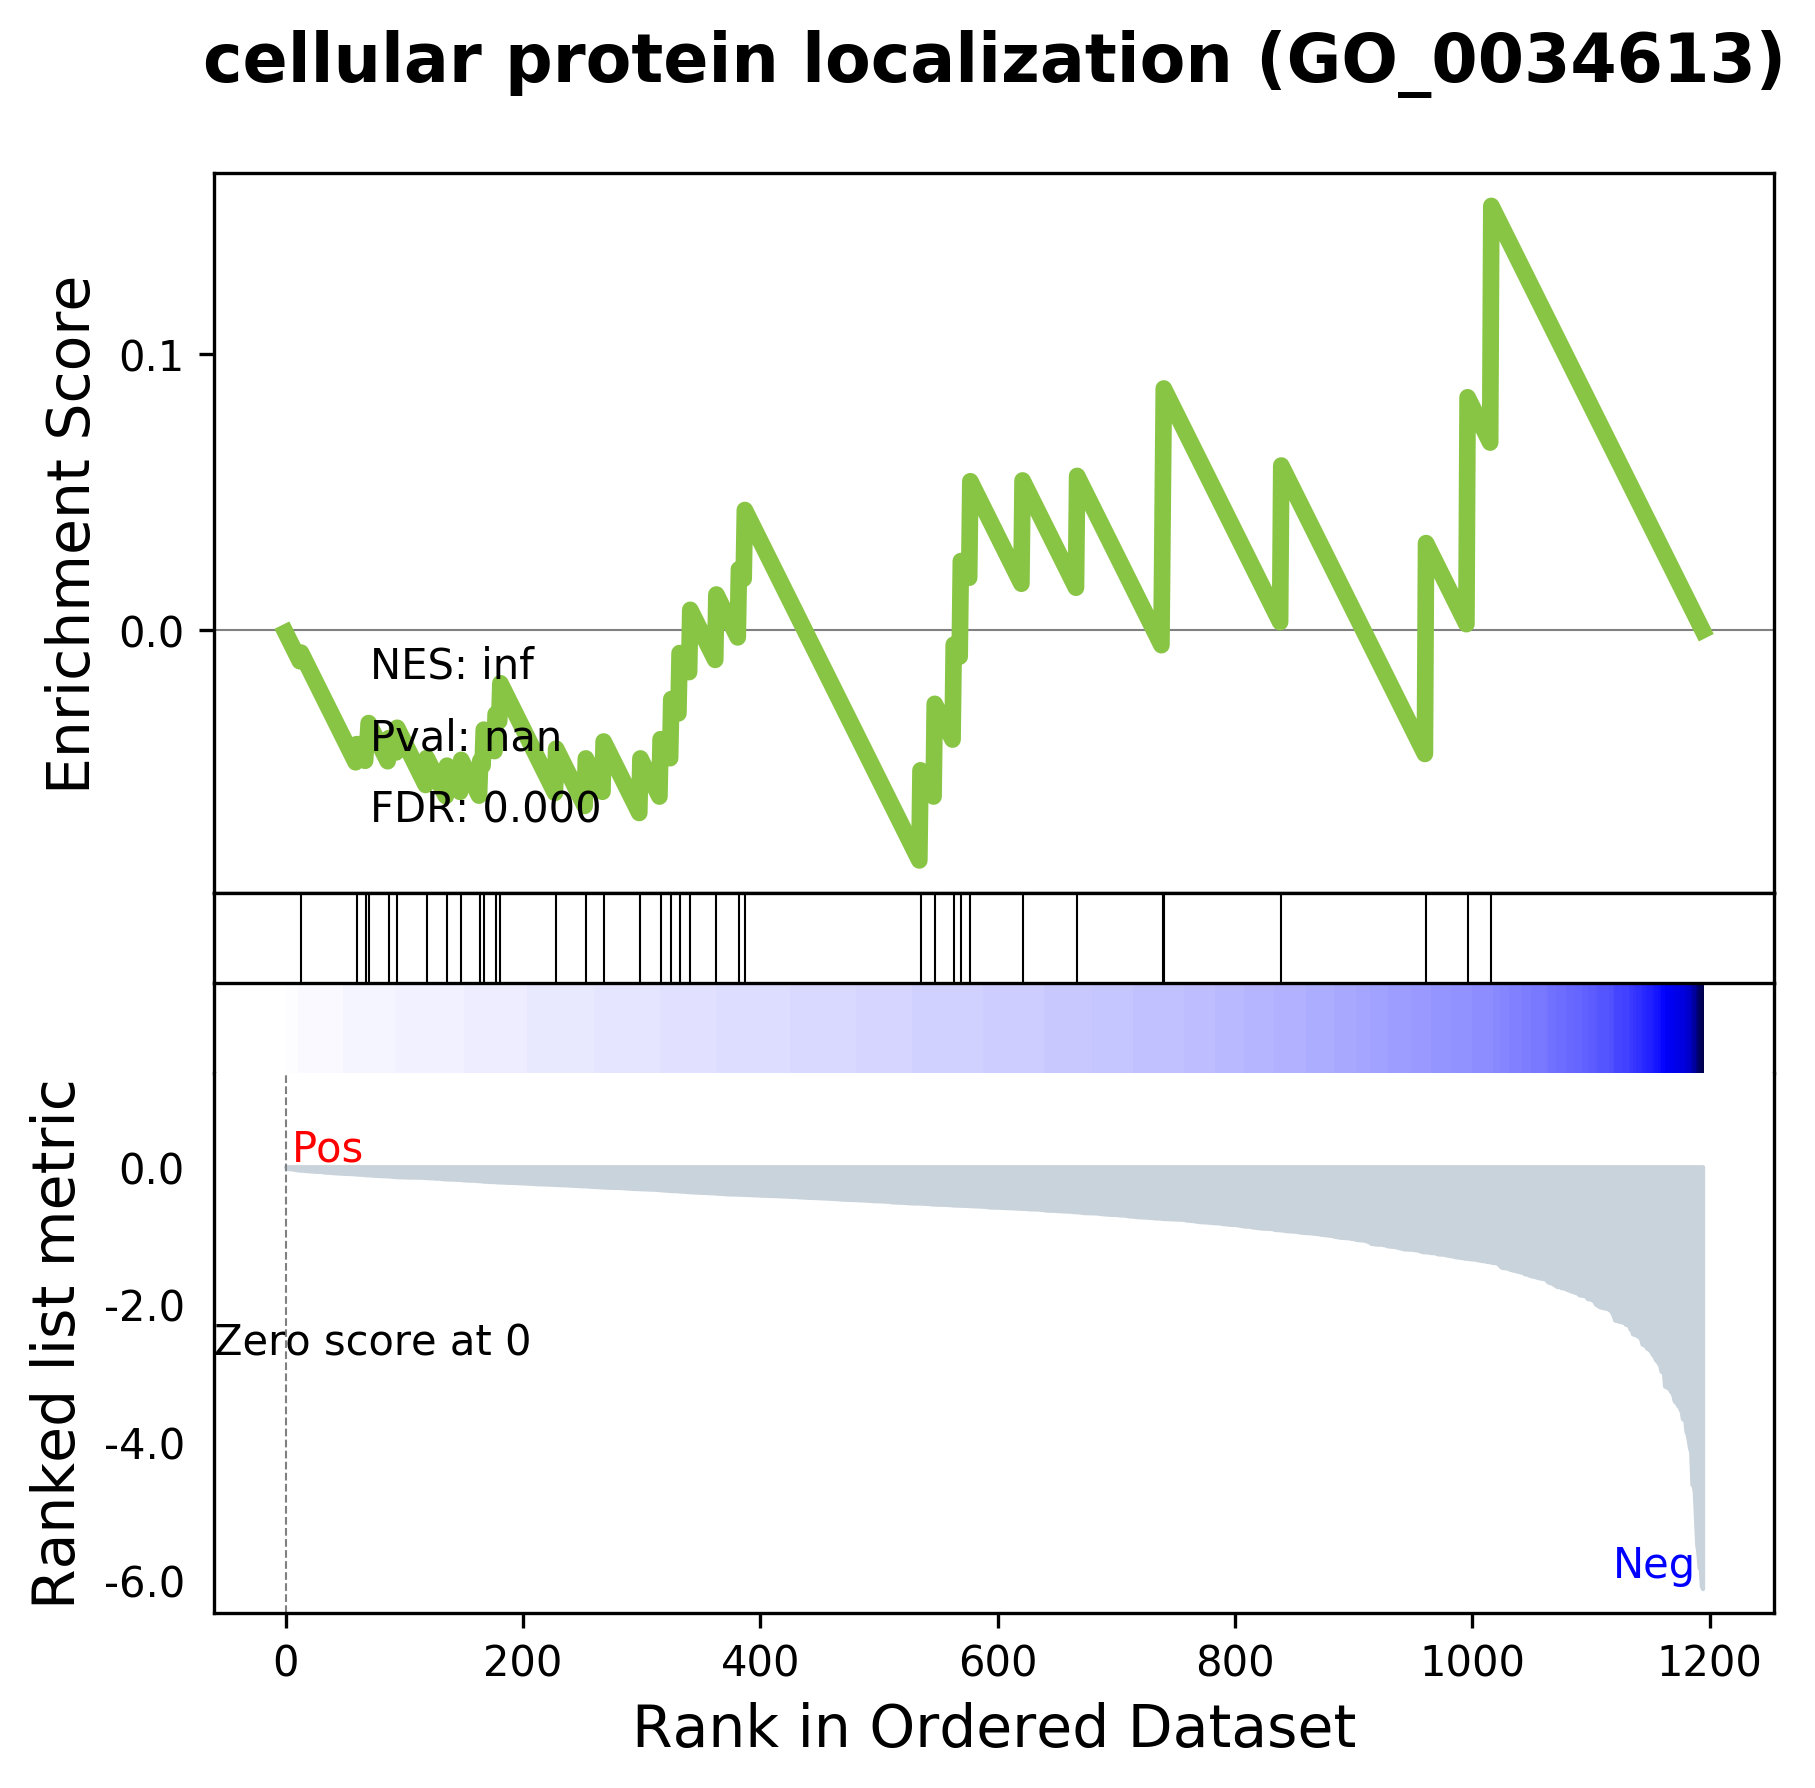 cellular protein localization (GO_0034613)
Enrichment Score
0.1
0.0
NES: inf
Pval: nan
FDR: 0.000
Ranked list metric
Pos
0.0
-2.0
Zero score at 0
-4.0
-6.0
Neg
0 200 400 600 800 1000 1200
Rank in Ordered Dataset